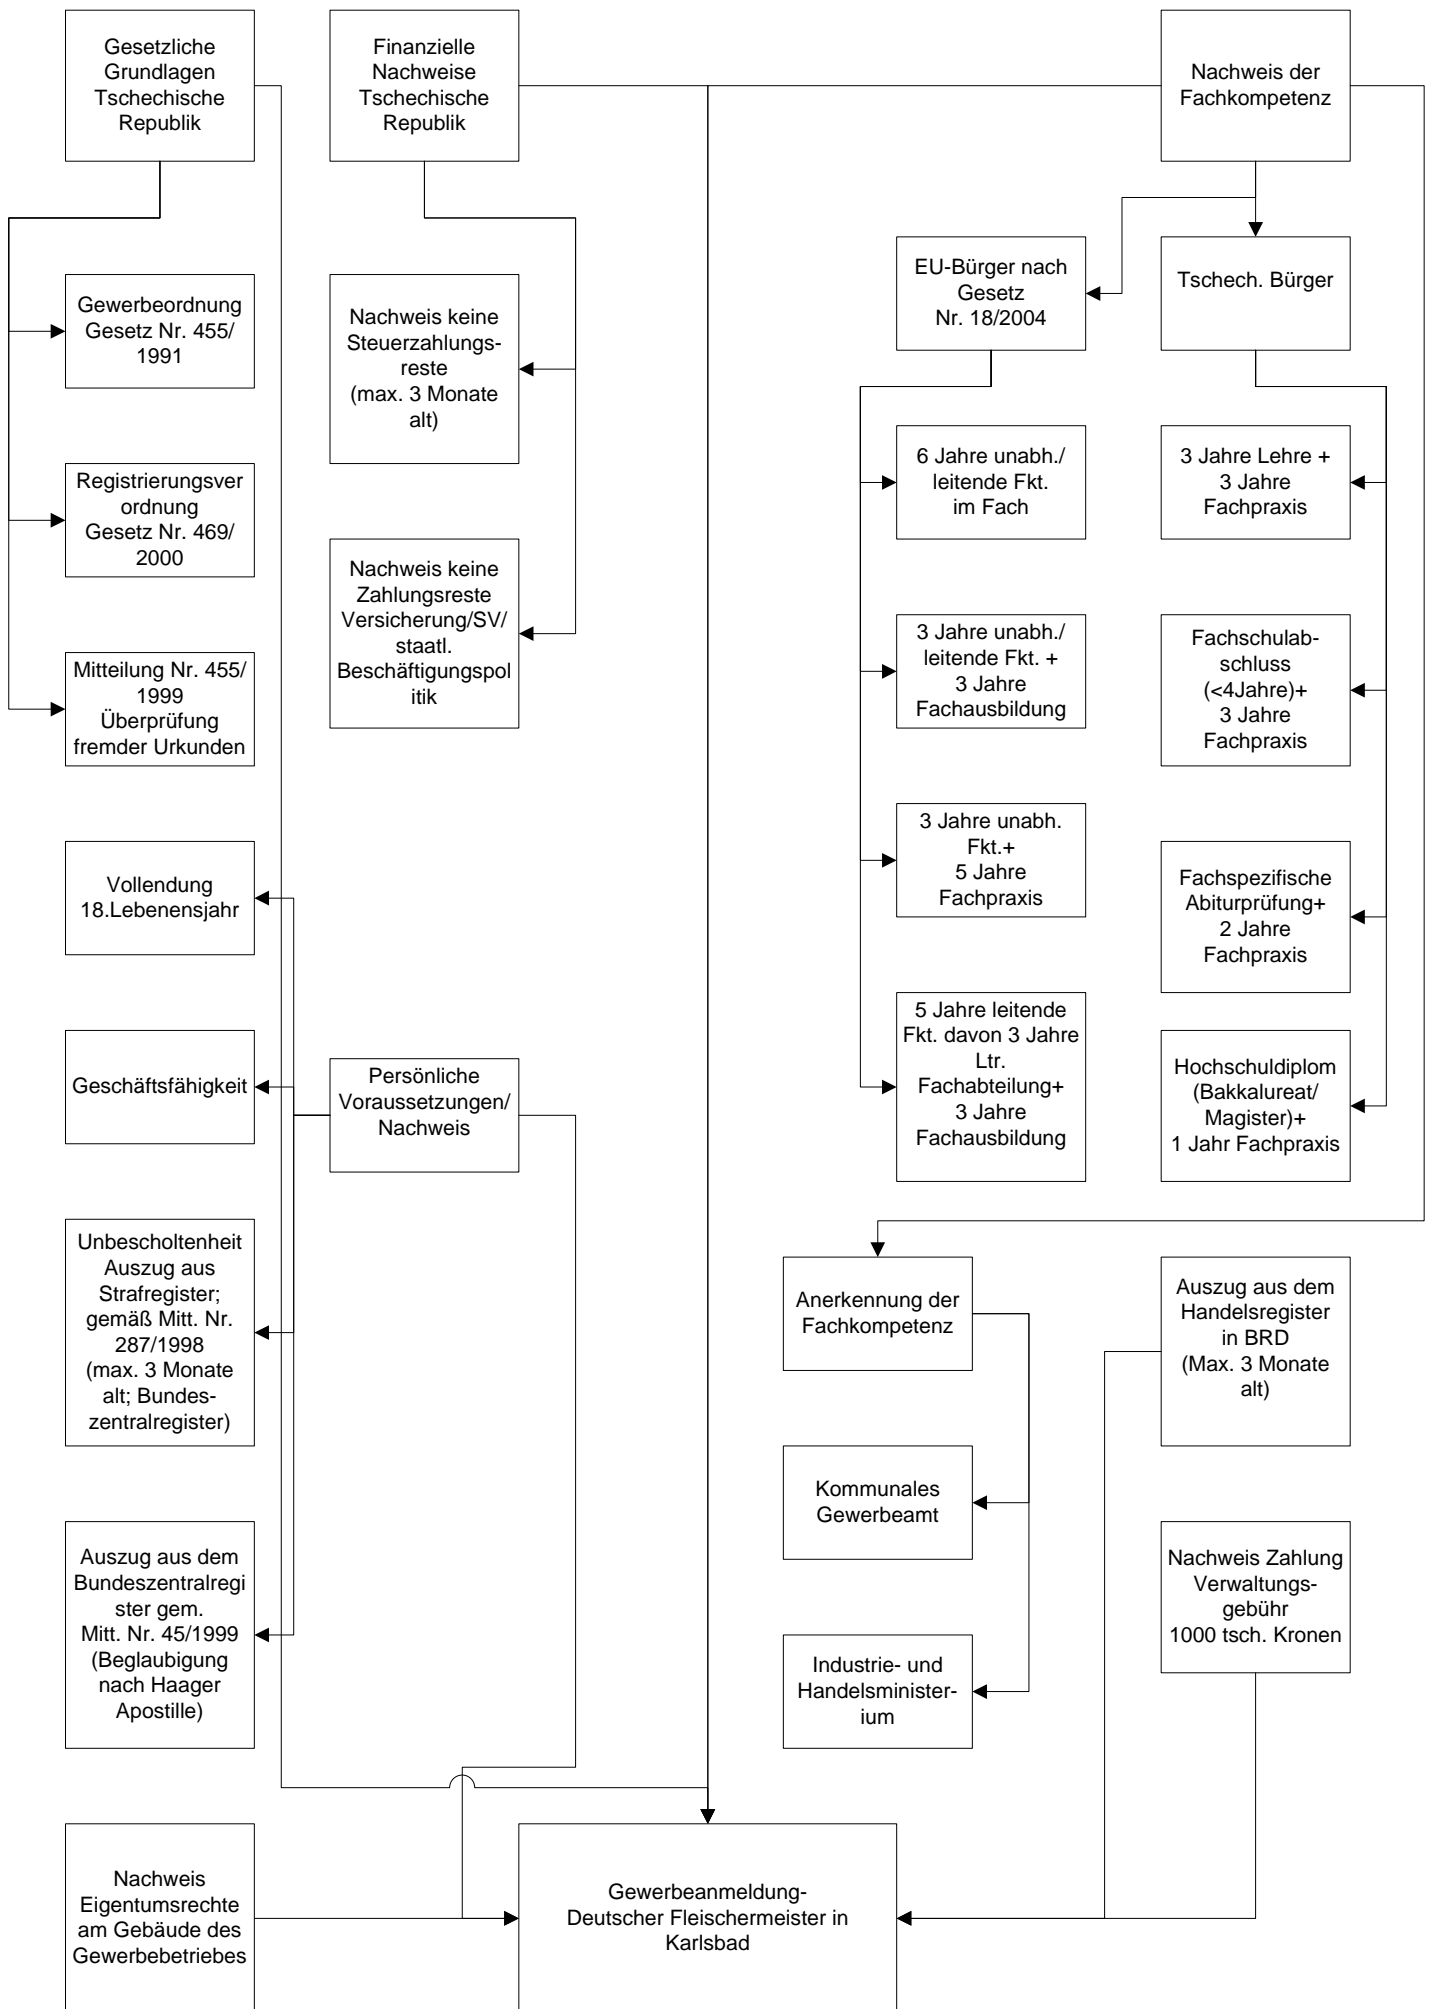 Gesetzliche
Grundlagen
Tschechische
Republik
Finanzielle
Nachweise
Tschechische
Republik
Nachweis der
Fachkompetenz
Gewerbeordnung
Gesetz Nr. 455/
1991
Registrierungsver
ordnung
Gesetz Nr. 469/
2000
Mitteilung Nr. 455/
1999
Überprüfung
fremder Urkunden
Nachweis keine
Steuerzahlungs-
reste
(max. 3 Monate
alt)
Nachweis keine
Zahlungsreste
Versicherung/SV/
staatl.
Beschäftigungspol
itik
EU-Bürger nach
Gesetz
Nr. 18/2004
Tschech. Bürger
6 Jahre unabh./
leitende Fkt.
im Fach
3 Jahre unabh./
leitende Fkt. +
3 Jahre
Fachausbildung
3 Jahre unabh.
Fkt.+
5 Jahre
Fachpraxis
5 Jahre leitende
Fkt. davon 3 Jahre
Ltr.
Fachabteilung+
3 Jahre
Fachausbildung
3 Jahre Lehre +
3 Jahre
Fachpraxis
Fachschulab-
schluss
(<4Jahre)+
3 Jahre
Fachpraxis
Fachspezifische
Abiturprüfung+
2 Jahre
Fachpraxis
Hochschuldiplom
(Bakkalureat/
Magister)+
1 Jahr Fachpraxis
Vollendung
18.Lebenensjahr
Geschäftsfähigkeit
Unbescholtenheit
Auszug aus
Strafregister;
gemäß Mitt. Nr.
287/1998
(max. 3 Monate
alt; Bundes-
zentralregister)
Auszug aus dem
Bundeszentralregi
ster gem.
Mitt. Nr. 45/1999
(Beglaubigung
nach Haager
Apostille)
Persönliche
Voraussetzungen/
Nachweis
Anerkennung der
Fachkompetenz
Kommunales
Gewerbeamt
Industrie- und
Handelsminister-
ium
Auszug aus dem
Handelsregister
in BRD
(Max. 3 Monate
alt)
Nachweis Zahlung
Verwaltungs-
gebühr
1000 tsch. Kronen
Nachweis
Eigentumsrechte
am Gebäude des
Gewerbebetriebes
Gewerbeanmeldung-
Deutscher Fleischermeister in
Karlsbad